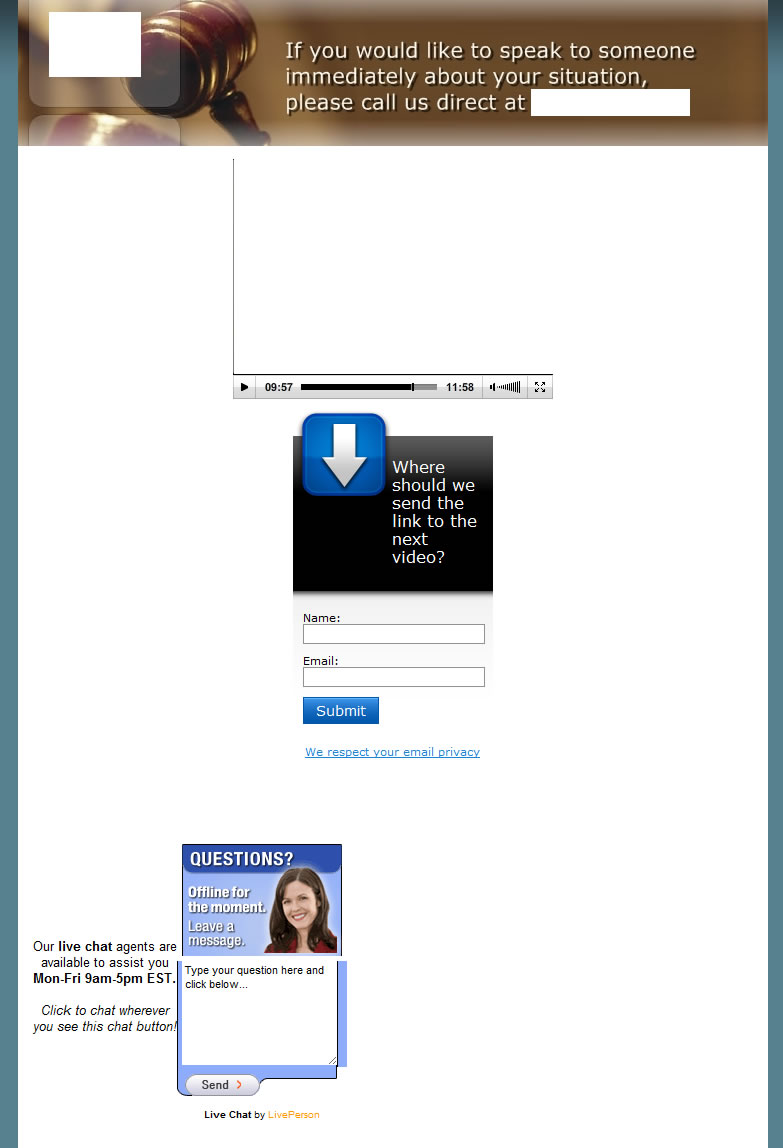 If you would like to speak to someone
immediately about your situation,
please call us direct at
09:57
11:58
Where
should we
send the
link to the
next
video?
Name:
Email:
Submit
We respect your email privacy
QUESTIONS?
Offline for
the moment.
Leave a
message.
Our live chat agents are
available to assist you
Mon-Fri 9am-5pm EST.
Click to chat wherever
you see this chat button!
Type your question here and
click below...
Send >
Live Chat by LivePerson